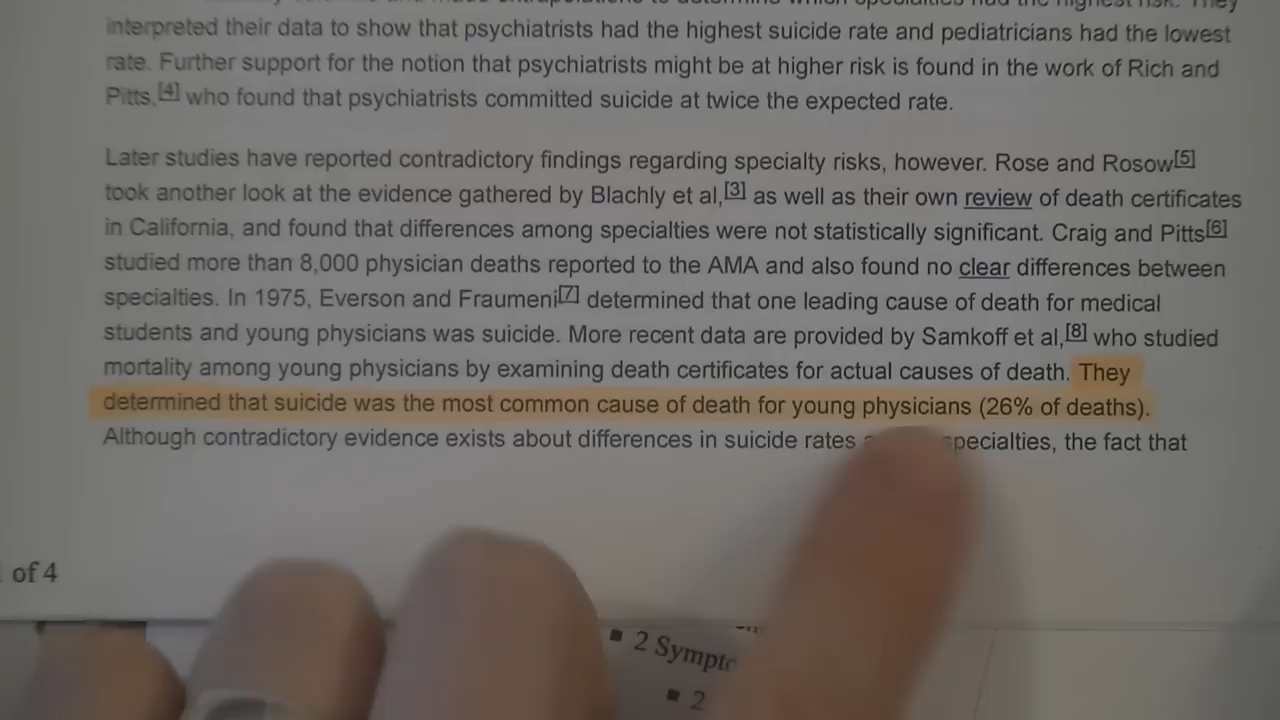 interpreted their data to show that psychiatrists had the highest suicide rate and pediatricians had the lowest
rate. Further support for the notion that psychiatrists might be at higher risk is found in the work of Rich and
Pitts,[4] who found that psychiatrists committed suicide at twice the expected rate.
Later studies have reported contradictory findings regarding specialty risks, however. Rose and Rosow[5]
took another look at the evidence gathered by Blachly et al,[3] as well as their own review of death certificates
in California, and found that differences among specialties were not statistically significant. Craig and Pitts[6]
studied more than 8,000 physician deaths reported to the AMA and also found no clear differences between
specialties. In 1975, Everson and Fraumeni[7] determined that one leading cause of death for medical
students and young physicians was suicide. More recent data are provided by Samkoff et al,[8] who studied
mortality among young physicians by examining death certificates for actual causes of death. They
determined that suicide was the most common cause of death for young physicians (26% of deaths).
Although contradictory evidence exists about differences in suicide rates specialties, the fact that
of 4
2
2